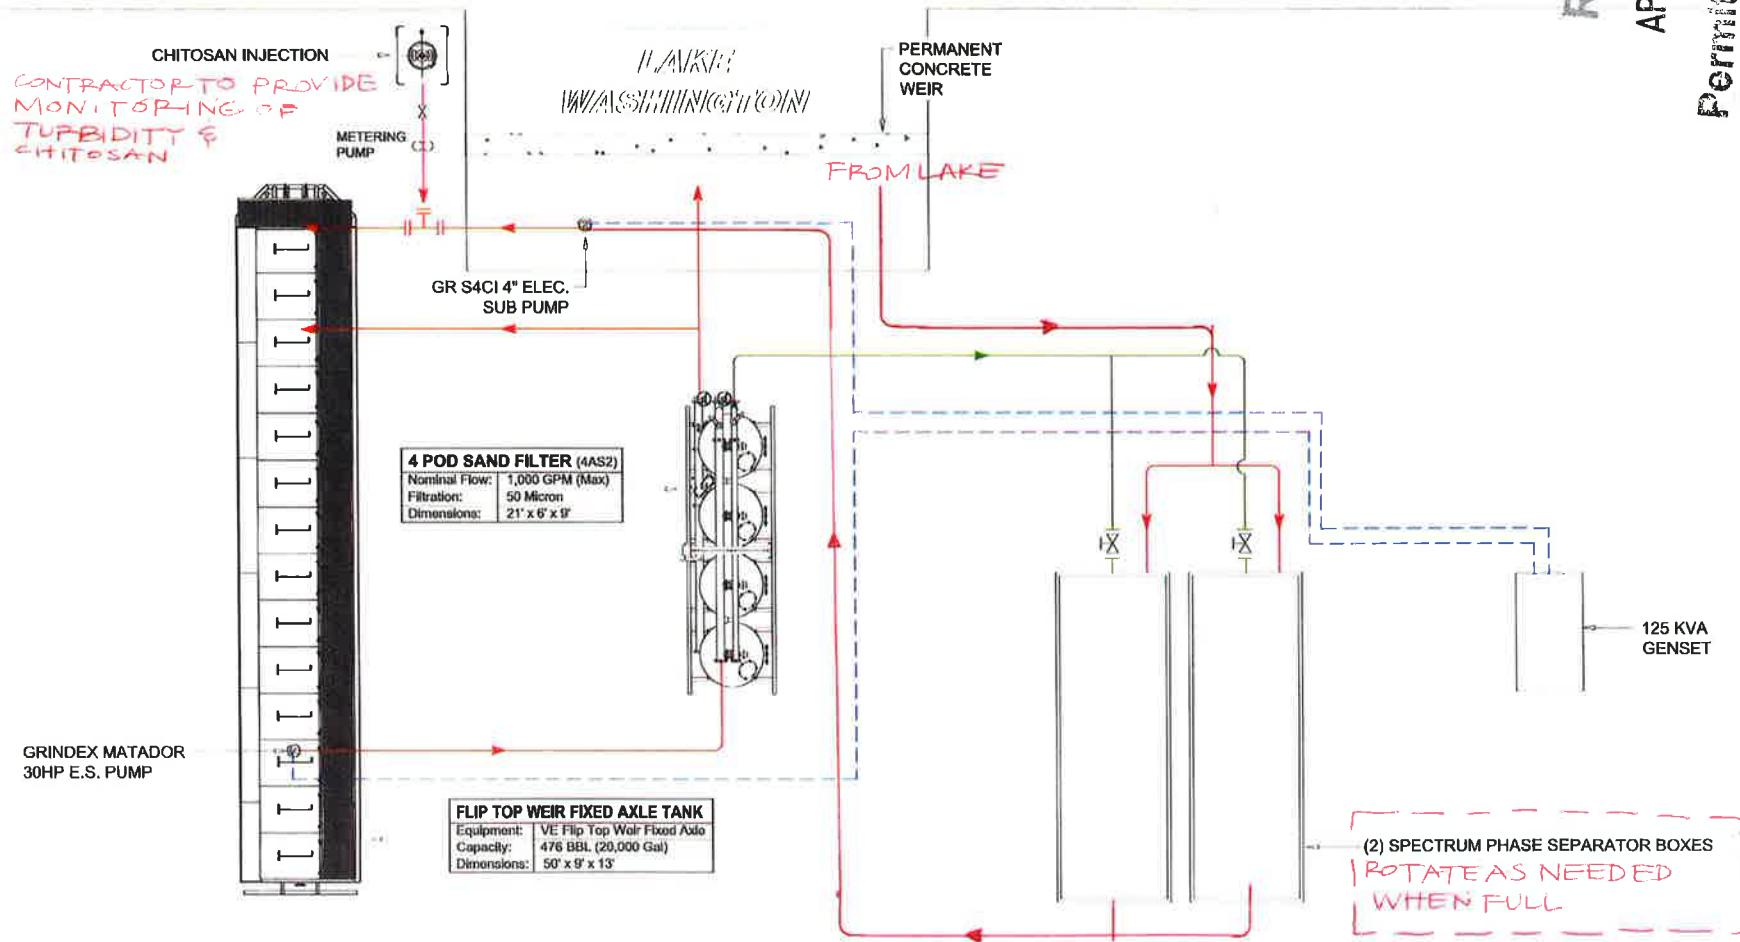 CHITOSAN INJECTION
CONTRACTOR TO PROVIDE
MONITORING OF
TURBIDITY &
CHITOSAN
METERING
PUMP
LAKE
WASHINGTON
PERMANENT
CONCRETE
WEIR
FROM LAKE
AP
Permit
GR S4CI 4" ELEC.
SUB PUMP
4 POD SAND FILTER (4AS2)
Nominal Flow: 1,000 GPM (Max)
Filtration: 50 Micron
Dimensions: 21' x 6' x 9'
125 KVA
GENSET
GRINDEX MATADOR
30HP E.S. PUMP
FLIP TOP WEIR FIXED AXLE TANK
Equipment: VE Flip Top Weir Fixed Axle
Capacity: 476 BBL (20,000 Gal)
Dimensions: 50' x 9' x 13'
(2) SPECTRUM PHASE SEPARATOR BOXES
ROTATE AS NEEDED
WHEN FULL